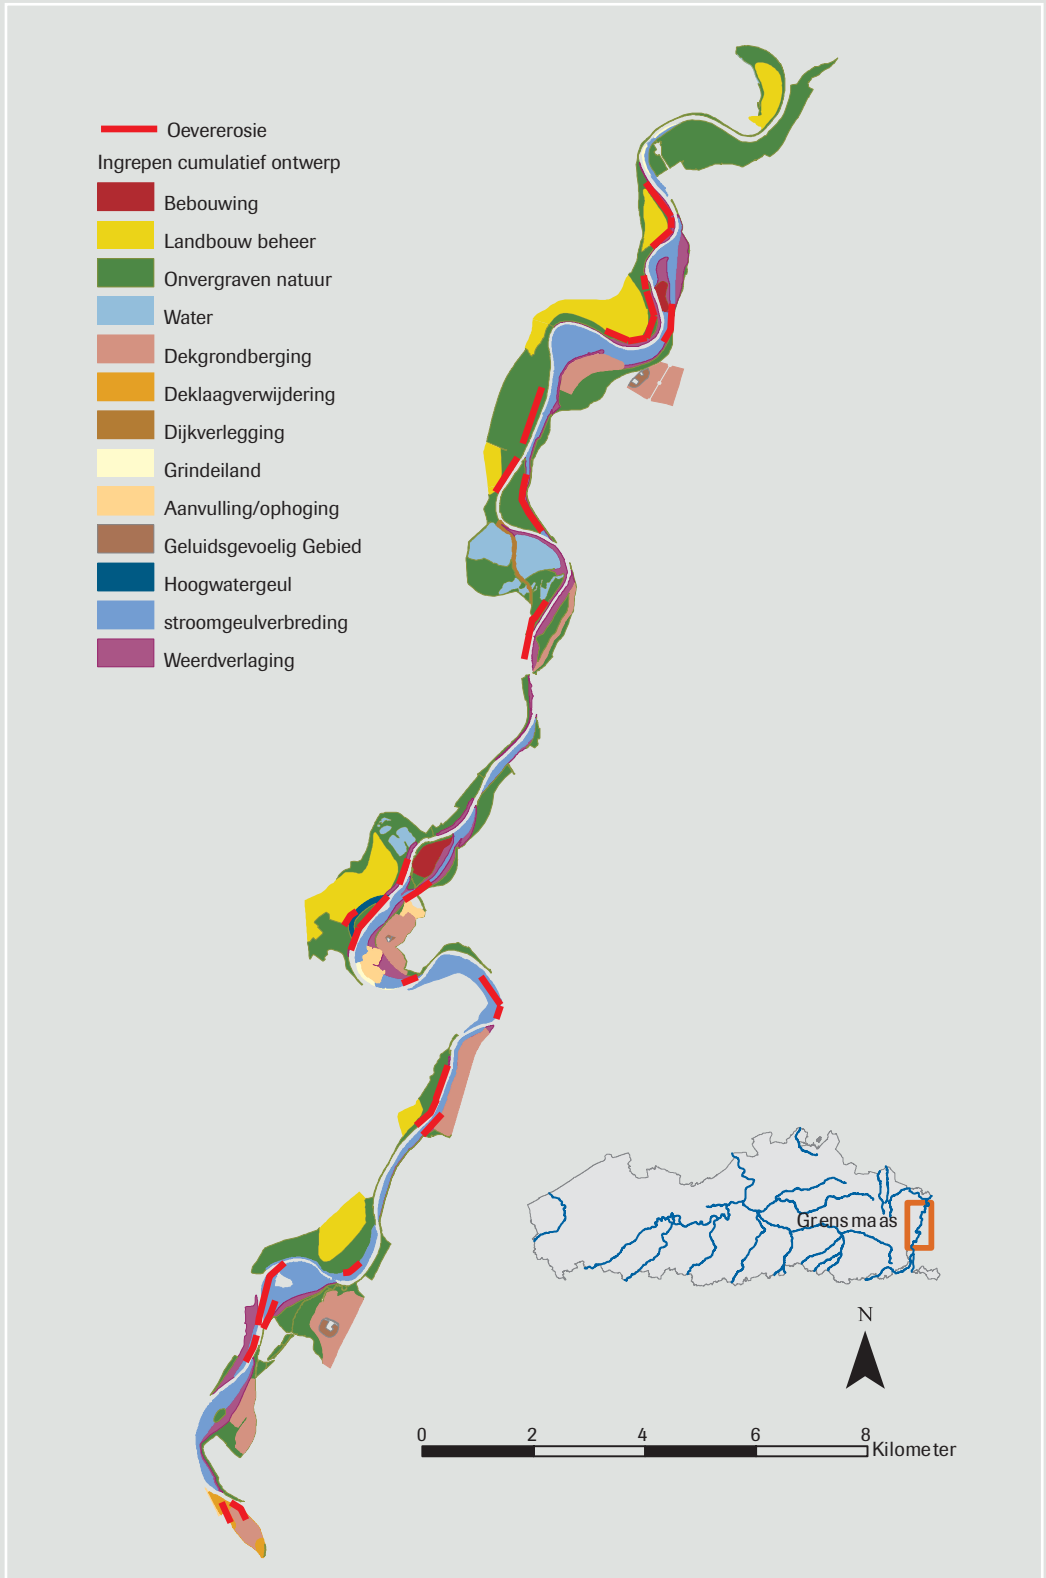 Oevererosie
Ingrepen cumulatief ontwerp
Bebouwing
Landbouw beheer
Onvergraven natuur
Water
Dekgrondberging
Deklaagverwijdering
Dijkverlegging
Grindeiland
Aanvulling/ophoging
Geluidsgevoelig Gebied
Hoogwatergeul
stroomgeulverbreding
Weerdverlaging
Grensmaas
N
0 2 4 6 8
Kilometer